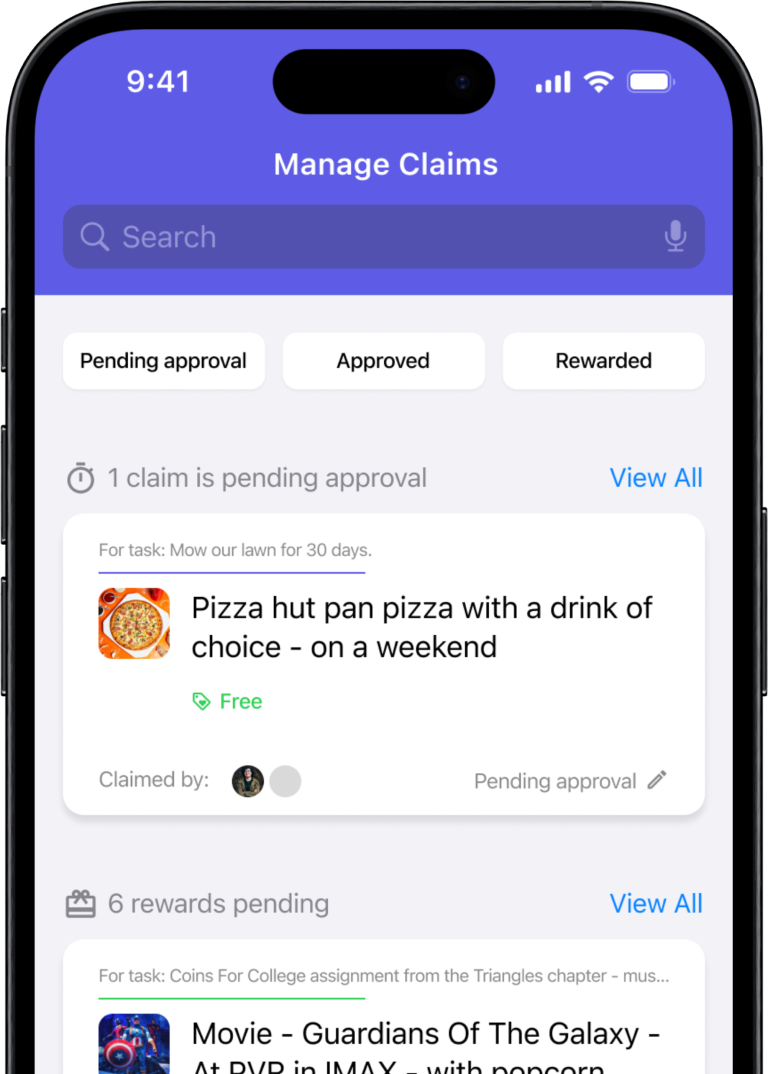 9:41
Manage Claims
Search
Pending approval
Approved
Rewarded
1 claim is pending approval
View All
For task: Mow our lawn for 30 days.
Pizza hut pan pizza with a drink of
choice - on a weekend
Free
Claimed by:
Pending approval
6 rewards pending
View All
For task: Coins For College assignment from the Triangles chapter - mus...
Movie - Guardians Of The Galaxy -
At PVR in IMAX - with popcorn